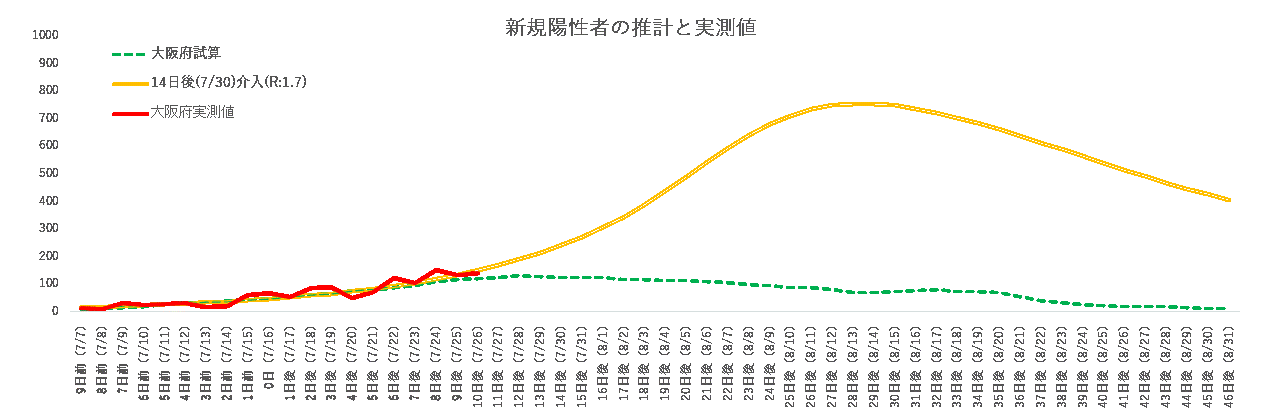 新規陽性者の推計と実測値
1000
900
800
700
600
500
400
300
200
100
0
大阪府試算
14日後(7/30)介入(R:1.7)
大阪府実測値
9日前 (7/7)
8日前 (7/8)
7日前 (7/9)
6日前 (7/10)
5日前 (7/11)
4日前 (7/12)
3日前 (7/13)
2日前 (7/14)
1日前 (7/15)
0日 (7/16)
1日後 (7/17)
2日後 (7/18)
3日後 (7/19)
4日後 (7/20)
5日後 (7/21)
6日後 (7/22)
7日後 (7/23)
8日後 (7/24)
9日後 (7/25)
10日後 (7/26)
11日後 (7/27)
12日後 (7/28)
13日後 (7/29)
14日後 (7/30)
15日後 (7/31)
16日後 (8/1)
17日後 (8/2)
18日後 (8/3)
19日後 (8/4)
20日後 (8/5)
21日後 (8/6)
22日後 (8/7)
23日後 (8/8)
24日後 (8/9)
25日後 (8/10)
26日後 (8/11)
27日後 (8/12)
28日後 (8/13)
29日後 (8/14)
30日後 (8/15)
31日後 (8/16)
32日後 (8/17)
33日後 (8/18)
34日後 (8/19)
35日後 (8/20)
36日後 (8/21)
37日後 (8/22)
38日後 (8/23)
39日後 (8/24)
40日後 (8/25)
41日後 (8/26)
42日後 (8/27)
43日後 (8/28)
44日後 (8/29)
45日後 (8/30)
46日後 (8/31)